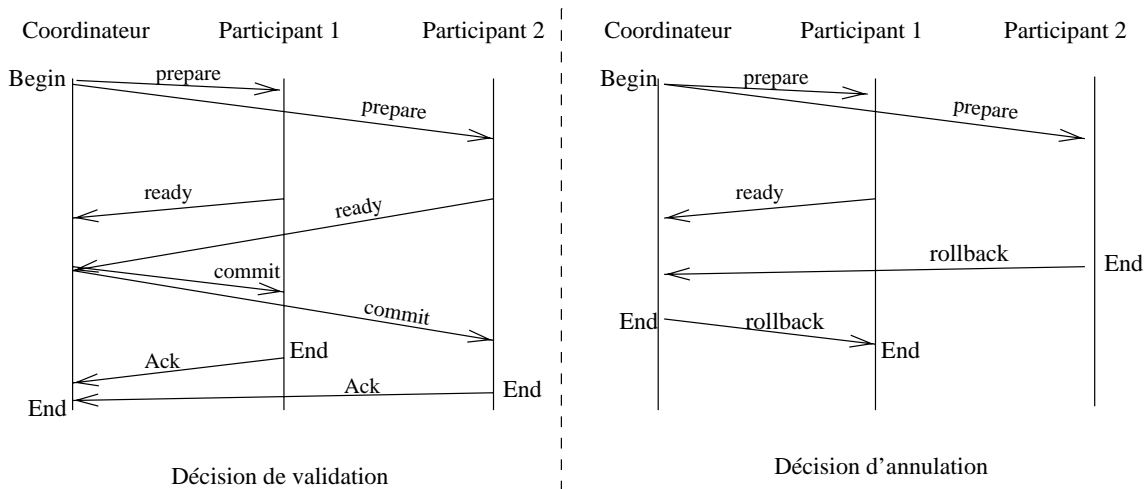 Coordinateur Participant 1 Participant 2
Begin
prepare
prepare
ready
ready
commit
commit
End
Ack
Ack
End
End
Décision de validation
Coordinateur Participant 1 Participant 2
Begin
prepare
prepare
ready
rollback
End
End
rollback
End
Décision d'annulation